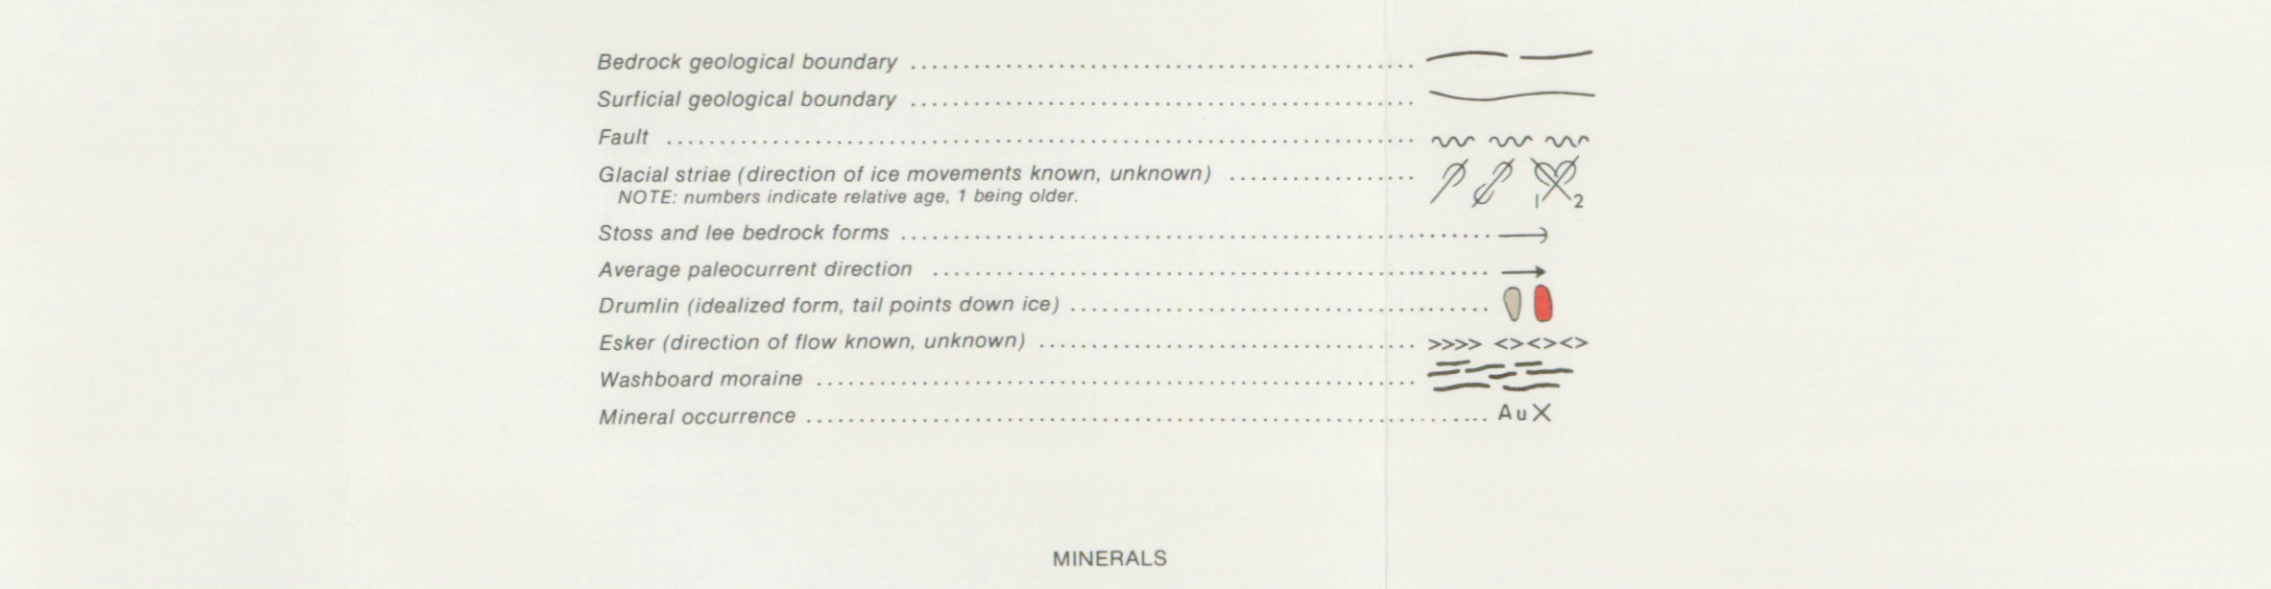 Bedrock geological boundary
Surficial geological boundary
Fault
Glacial striae (direction of ice movements known, unknown)
NOTE: numbers indicate relative age, 1 being older.
1 2
Stoss and lee bedrock forms
Average paleocurrent direction
Drumlin (idealized form, tail points down ice)
Esker (direction of flow known, unknown) >>>> <><><>
Washboard moraine
Mineral occurrence Au X
MINERALS